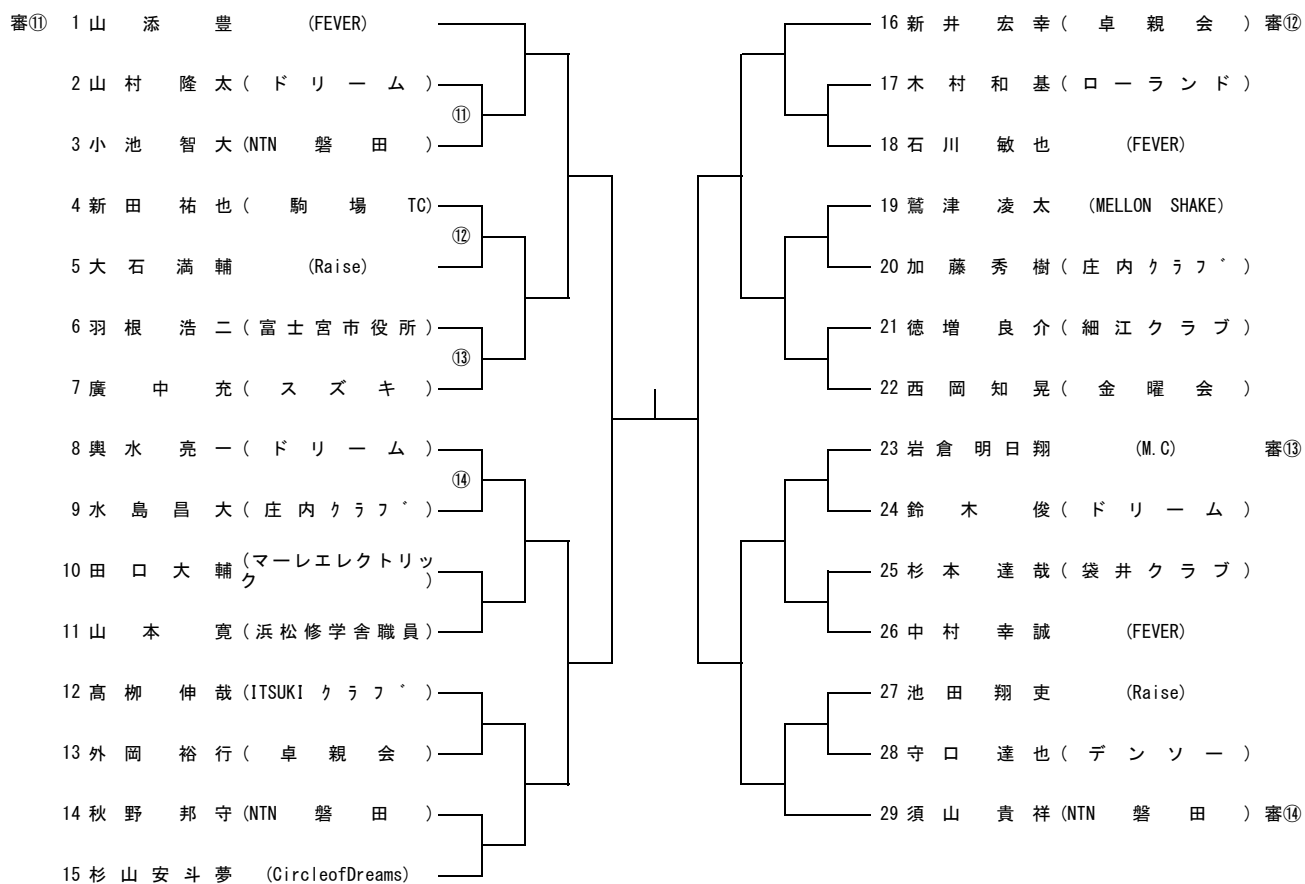 審⑪ 1 山添豊 (FEVER)
2 山村隆太 (ドリーム)
⑪
3 小池智大 (NTN 磐田)
4 新田祐也 (駒場TC)
⑫
5 大石満輔 (Raise)
6 羽根浩二 (富士宮市役所)
⑬
7 廣中充 (スズキ)
8 輿水亮一 (ドリーム)
⑭
9 水島昌大 (庄内クラブ)
10 田口大輔 (マーレエレクトリック)
11 山本寛 (浜松修学舎職員)
12 髙栁伸哉 (ITSUKI クラブ)
13 外岡裕行 (卓親会)
14 秋野邦守 (NTN 磐田)
15 杉山安斗夢 (CircleofDreams)
16 新井宏幸 (卓親会) 審⑫
17 木村和基 (ローランド)
18 石川敏也 (FEVER)
19 鷲津凌太 (MELLON SHAKE)
20 加藤秀樹 (庄内クラブ)
21 徳増良介 (細江クラブ)
22 西岡知晃 (金曜会)
23 岩倉明日翔 (M.C) 審⑬
24 鈴木俊 (ドリーム)
25 杉本達哉 (袋井クラブ)
26 中村幸誠 (FEVER)
27 池田翔吏 (Raise)
28 守口達也 (デンソー)
29 須山貴祥 (NTN 磐田) 審⑭